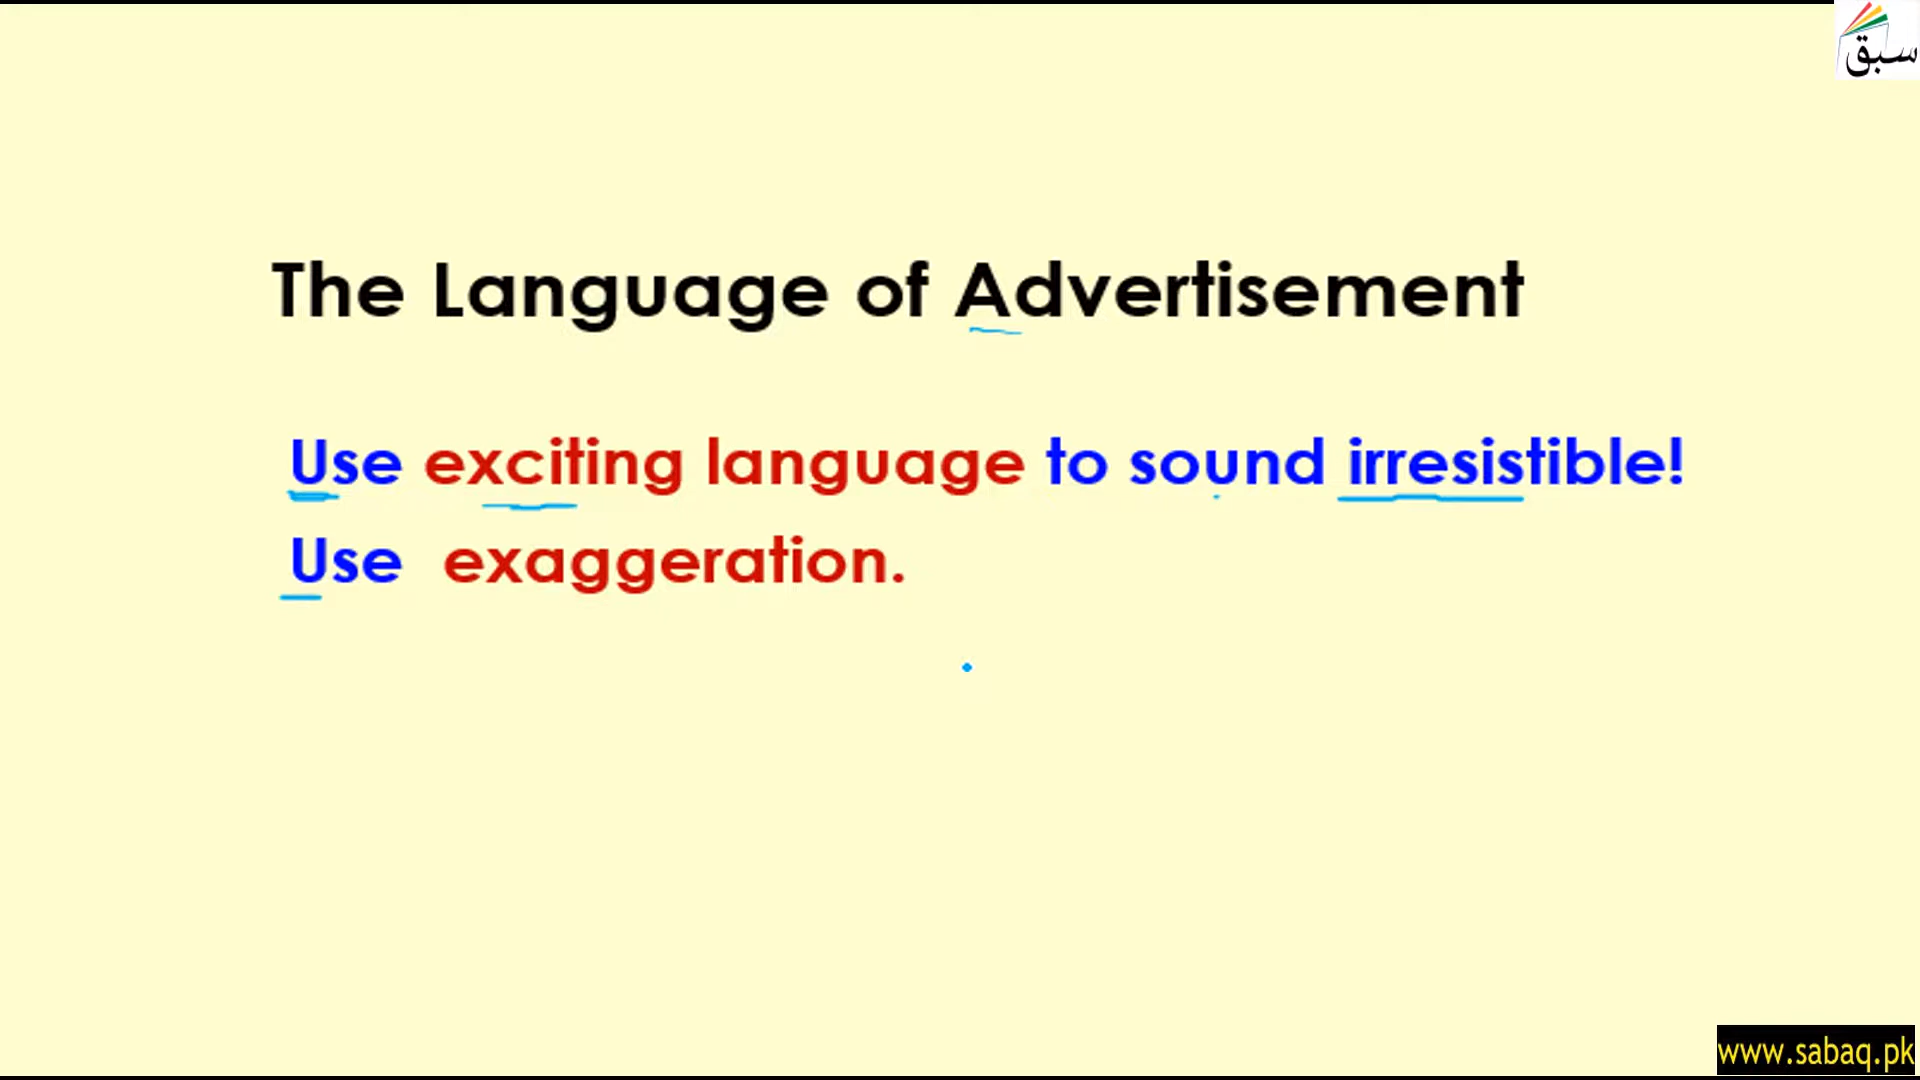 سبق
The Language of Advertisement
Use exciting language to sound irresistible!
Use exaggeration.
www.sabaq.pk